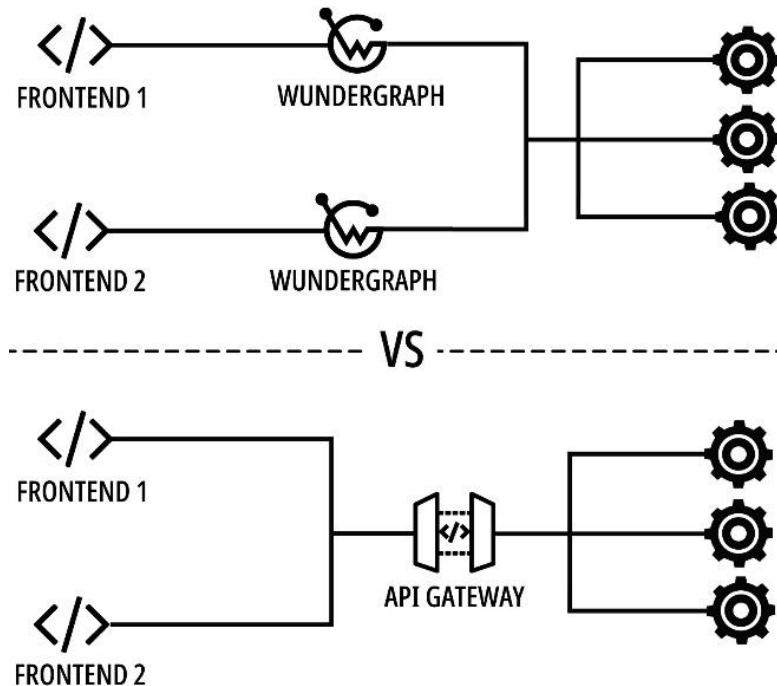 FRONTEND 1
WUNDERGRAPH
FRONTEND 2
WUNDERGRAPH
VS
FRONTEND 1
API GATEWAY
FRONTEND 2